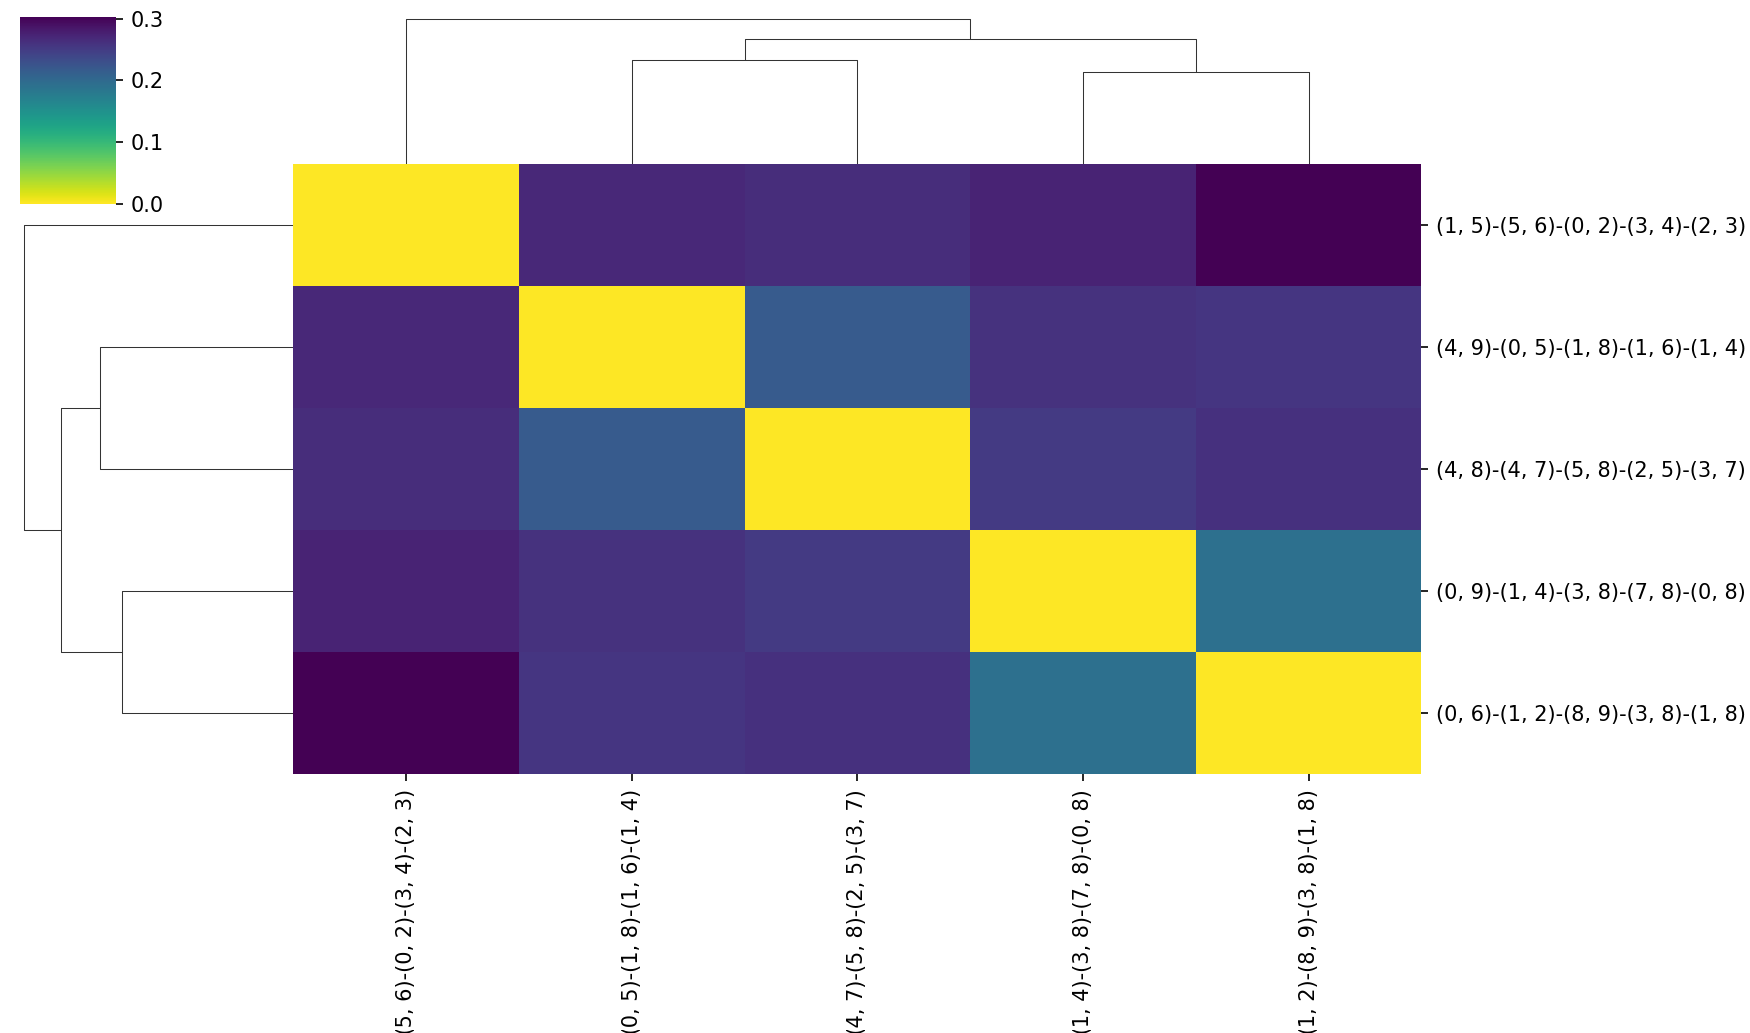 0.3
0.2
0.1
0.0
(1, 5)-(5, 6)-(0, 2)-(3, 4)-(2, 3)
(4, 9)-(0, 5)-(1, 8)-(1, 6)-(1, 4)
(4, 8)-(4, 7)-(5, 8)-(2, 5)-(3, 7)
(0, 9)-(1, 4)-(3, 8)-(7, 8)-(0, 8)
(0, 6)-(1, 2)-(8, 9)-(3, 8)-(1, 8)
(5, 6)-(0, 2)-(3, 4)-(2, 3)
(0, 5)-(1, 8)-(1, 6)-(1, 4)
(4, 7)-(5, 8)-(2, 5)-(3, 7)
(1, 4)-(3, 8)-(7, 8)-(0, 8)
(1, 2)-(8, 9)-(3, 8)-(1, 8)